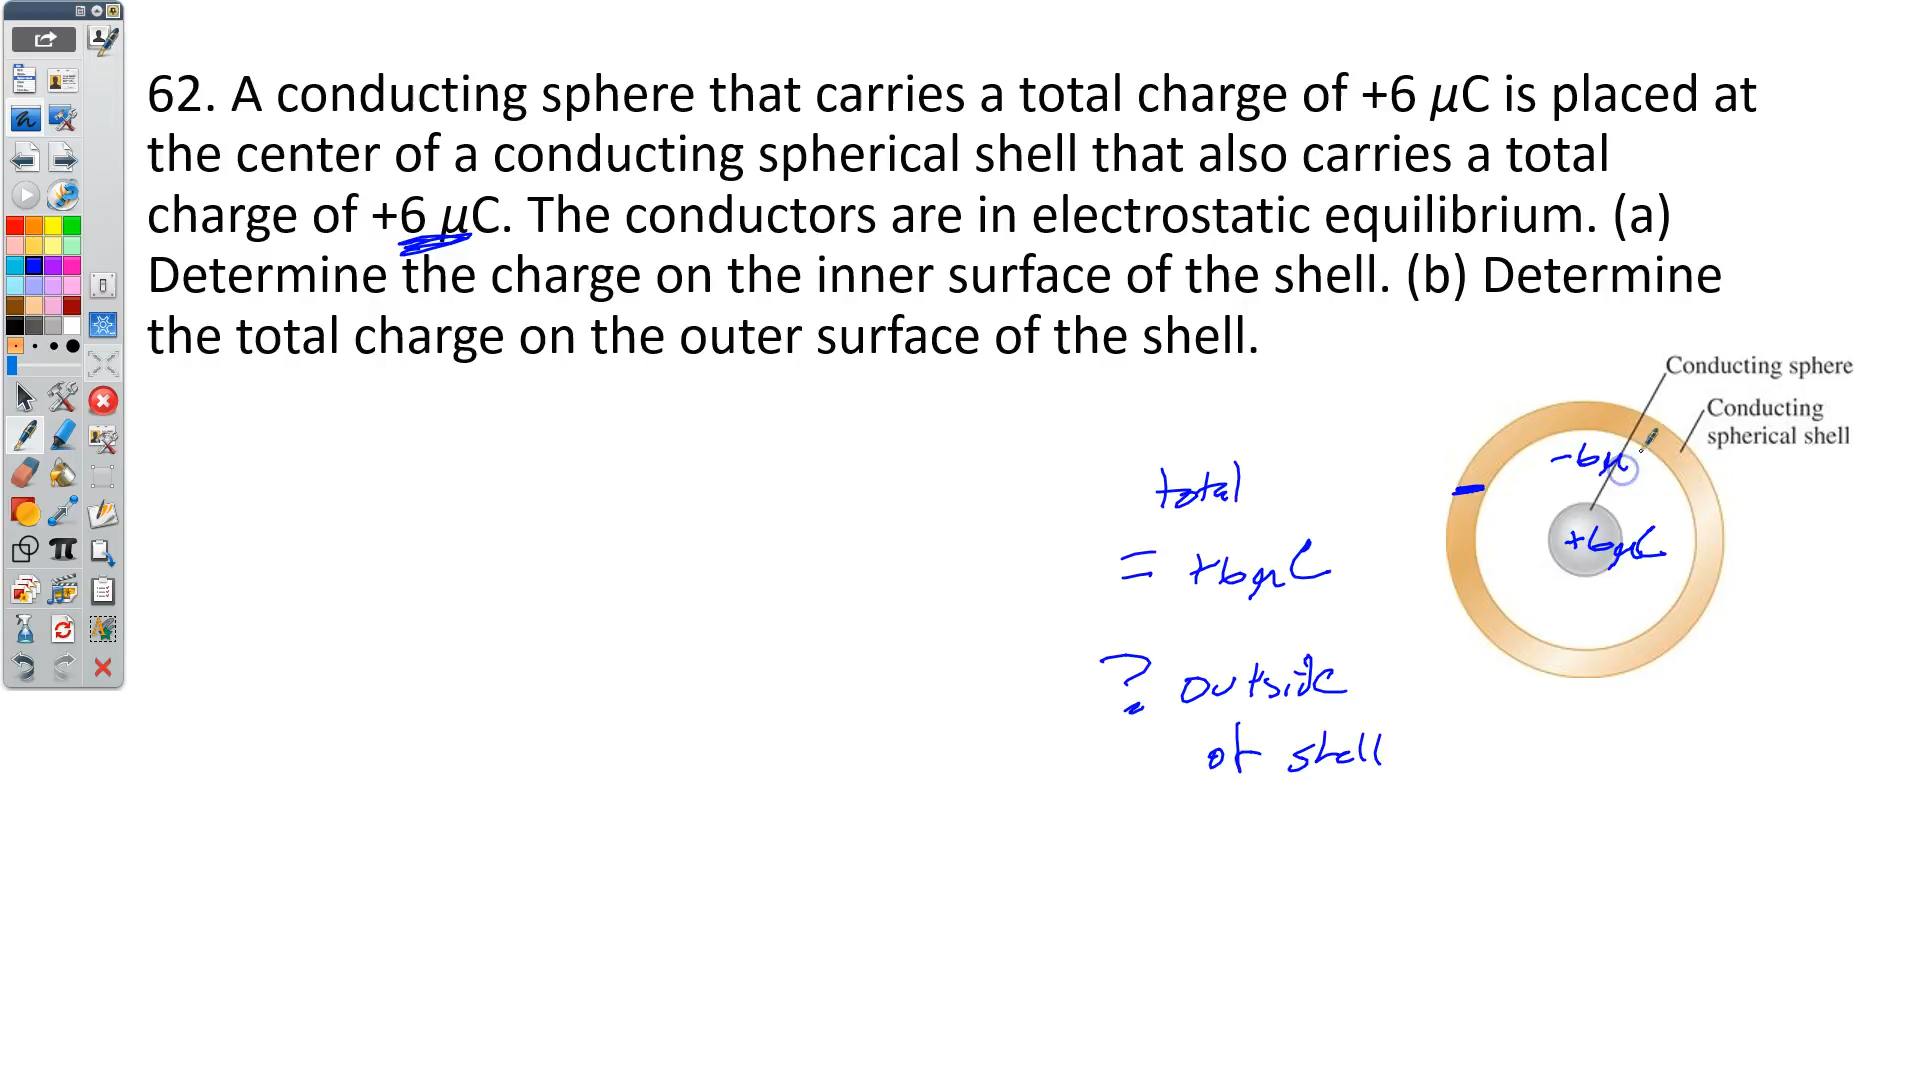 62. A conducting sphere that carries a total charge of +6 μC is placed at
the center of a conducting spherical shell that also carries a total
charge of +6 μC. The conductors are in electrostatic equilibrium. (a)
Determine the charge on the inner surface of the shell. (b) Determine
the total charge on the outer surface of the shell.
Conducting sphere
Conducting
spherical shell
-6μ
+6μC
total
= +6μC
? outside
of shell